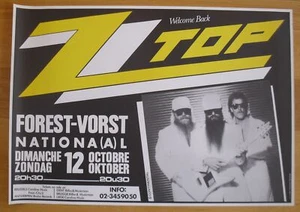 Welcome Back
ZZ TOP
FOREST-VORST
NATIONA(A)L
DIMANCHE 12 OCTOBRE
ZONDAG OKTOBER
20H30 20U30
INFO:
02-3459050